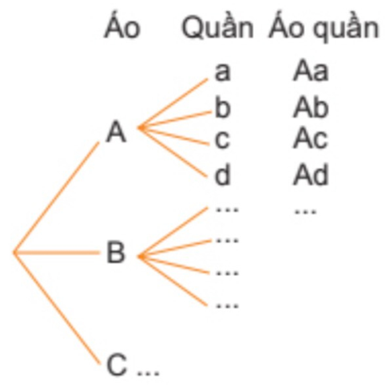 Áo Quần Áo quần
a Aa
b Ab
A c Ac
d Ad
... ...
...
B ...
...
C ...